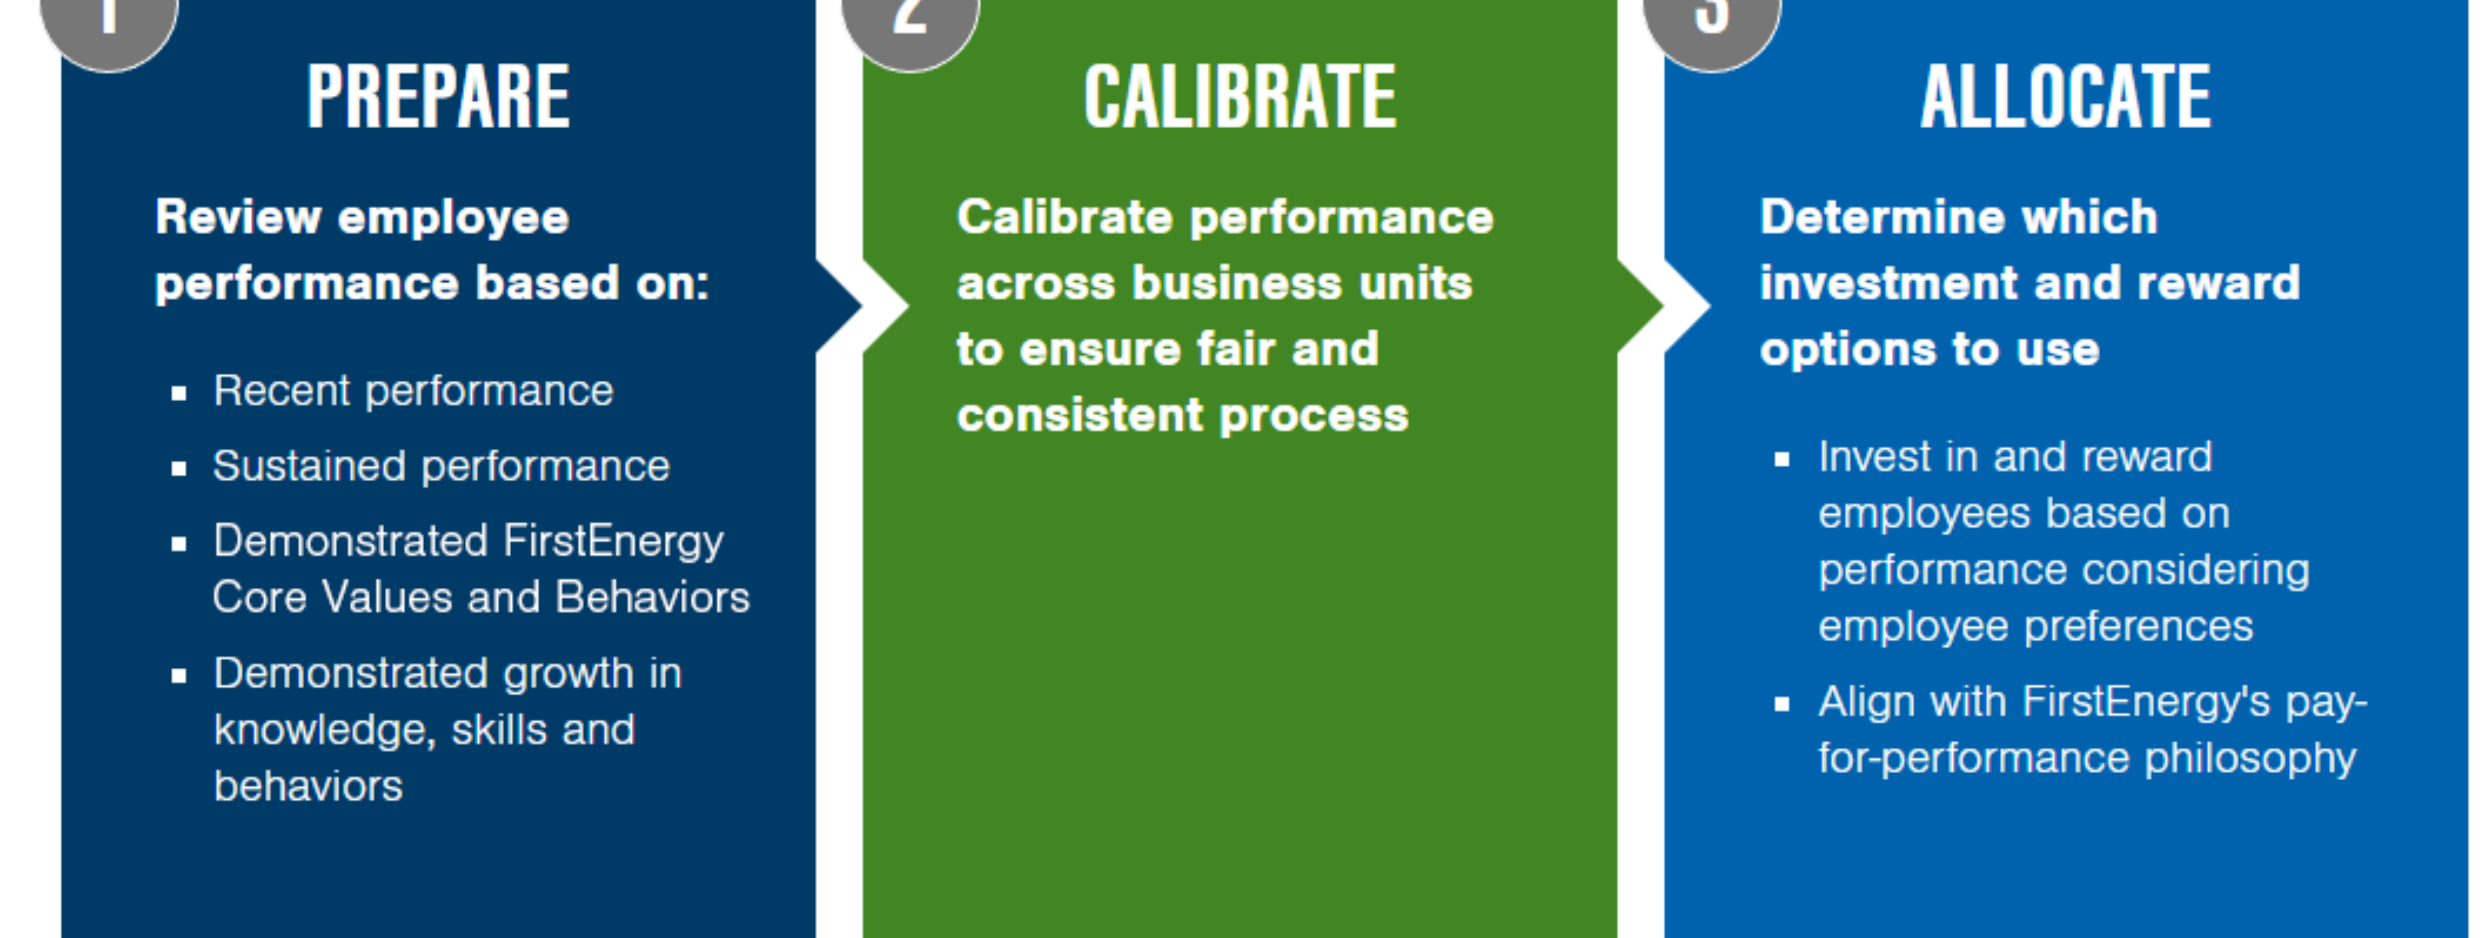 1
PREPARE
Review employee
performance based on:
▪ Recent performance
▪ Sustained performance
▪ Demonstrated FirstEnergy
Core Values and Behaviors
▪ Demonstrated growth in
knowledge, skills and
behaviors
2
CALIBRATE
Calibrate performance
across business units
to ensure fair and
consistent process
3
ALLOCATE
Determine which
investment and reward
options to use
▪ Invest in and reward
employees based on
performance considering
employee preferences
▪ Align with FirstEnergy's pay-
for-performance philosophy